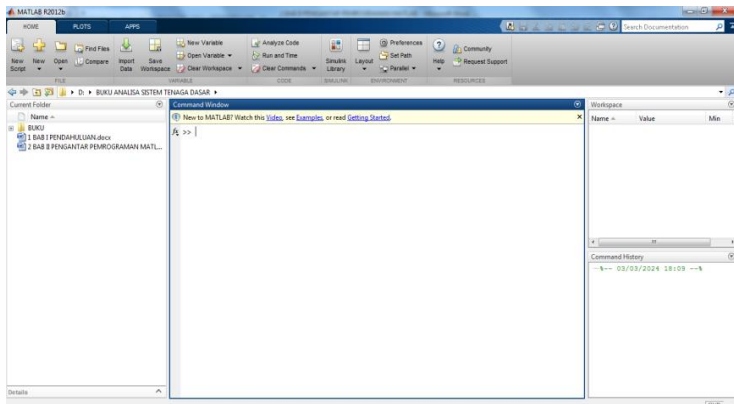 MATLAB R2012b
HOME PLOTS APPS
Search Documentation
New Script
New
Open
Find Files
Compare
Import Data
Save Workspace
New Variable
Open Variable
Clear Workspace
Analyze Code
Run and Time
Clear Commands
Simulink Library
Layout
Preferences
Set Path
Parallel
Help
Community
Request Support
FILE VARIABLE CODE SIMULINK ENVIRONMENT RESOURCES
D: BUKU ANALISA SISTEM TENAGA DASAR
Current Folder
Name
BUKU
1 BAB I PENDAHULUAN.docx
2 BAB II PENGANTAR PEMROGRAMAN MATL...
Details
Command Window
New to MATLAB? Watch this Video, see Examples, or read Getting Started.
fx >>
Workspace
Name Value Min
Command History
%-- 03/03/2024 18:09 --%